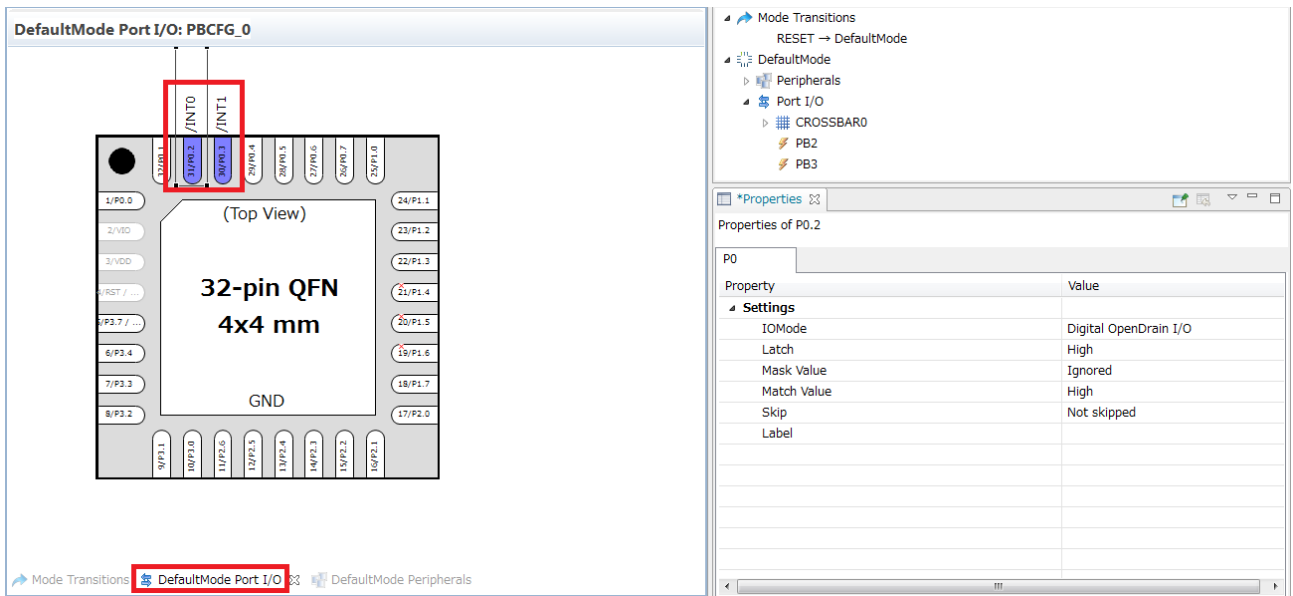 DefaultMode Port I/O: PBCFG_0
/INT0
/INT1
32/P0.1
31/P0.2
30/P0.3
29/P0.4
28/P0.5
27/P0.6
26/P0.7
25/P1.0
1/P0.0
2/VIO
3/VDD
4/RST / ...)
5/P3.7 / ...)
6/P3.4
7/P3.3
8/P3.2
(Top View)
32-pin QFN
4x4 mm
GND
24/P1.1
23/P1.2
22/P1.3
21/P1.4
20/P1.5
19/P1.6
18/P1.7
17/P2.0
9/P3.1
10/P3.0
11/P2.6
12/P2.5
13/P2.4
14/P2.3
15/P2.2
16/P2.1
Mode Transitions
DefaultMode Port I/O
DefaultMode Peripherals
Mode Transitions
RESET → DefaultMode
DefaultMode
Peripherals
Port I/O
CROSSBAR0
PB2
PB3
*Properties
Properties of P0.2
P0
Property Value
Settings
IOMode Digital OpenDrain I/O
Latch High
Mask Value Ignored
Match Value High
Skip Not skipped
Label